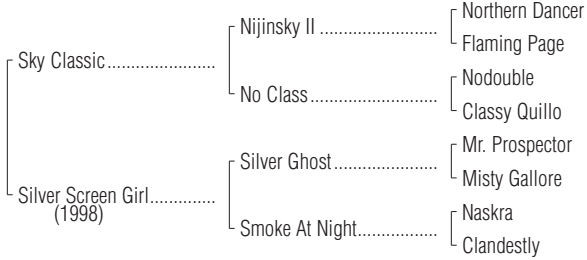 Northern Dancer
Nijinsky II ........................
Flaming Page
Sky Classic......................
Nodouble
No Class..........................
Classy Quillo
Mr. Prospector
Silver Ghost.....................
Misty Gallore
Silver Screen Girl.............
(1998)
Naskra
Smoke At Night................
Clandestly